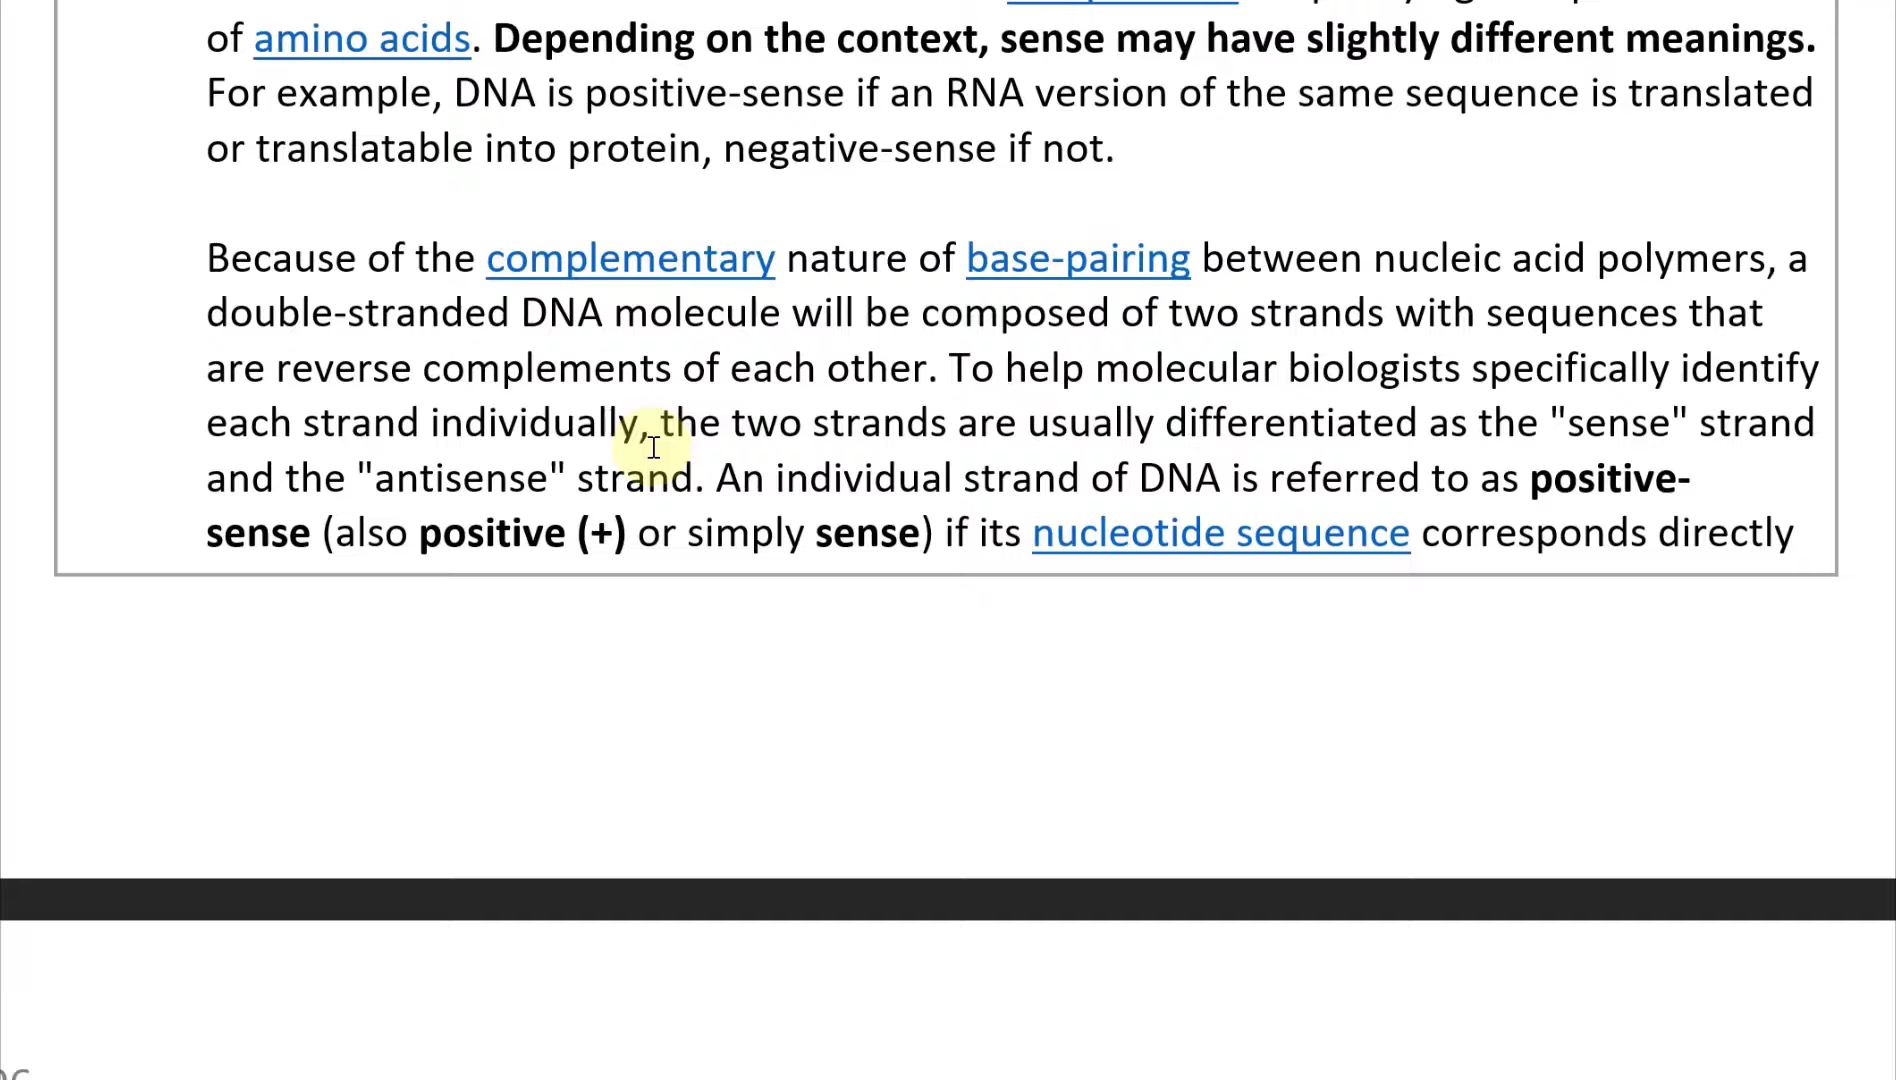 of amino acids. Depending on the context, sense may have slightly different meanings.
For example, DNA is positive-sense if an RNA version of the same sequence is translated
or translatable into protein, negative-sense if not.
Because of the complementary nature of base-pairing between nucleic acid polymers, a
double-stranded DNA molecule will be composed of two strands with sequences that
are reverse complements of each other. To help molecular biologists specifically identify
each strand individually, the two strands are usually differentiated as the "sense" strand
and the "antisense" strand. An individual strand of DNA is referred to as positive-
sense (also positive (+) or simply sense) if its nucleotide sequence corresponds directly